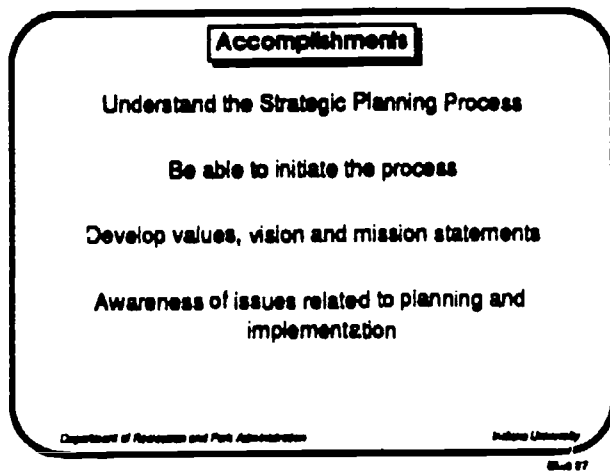 Accomplishments
Understand the Strategic Planning Process
Be able to initiate the process
Develop values, vision and mission statements
Awareness of issues related to planning and
implementation
Department of Recreation and Park Administration
Indiana University